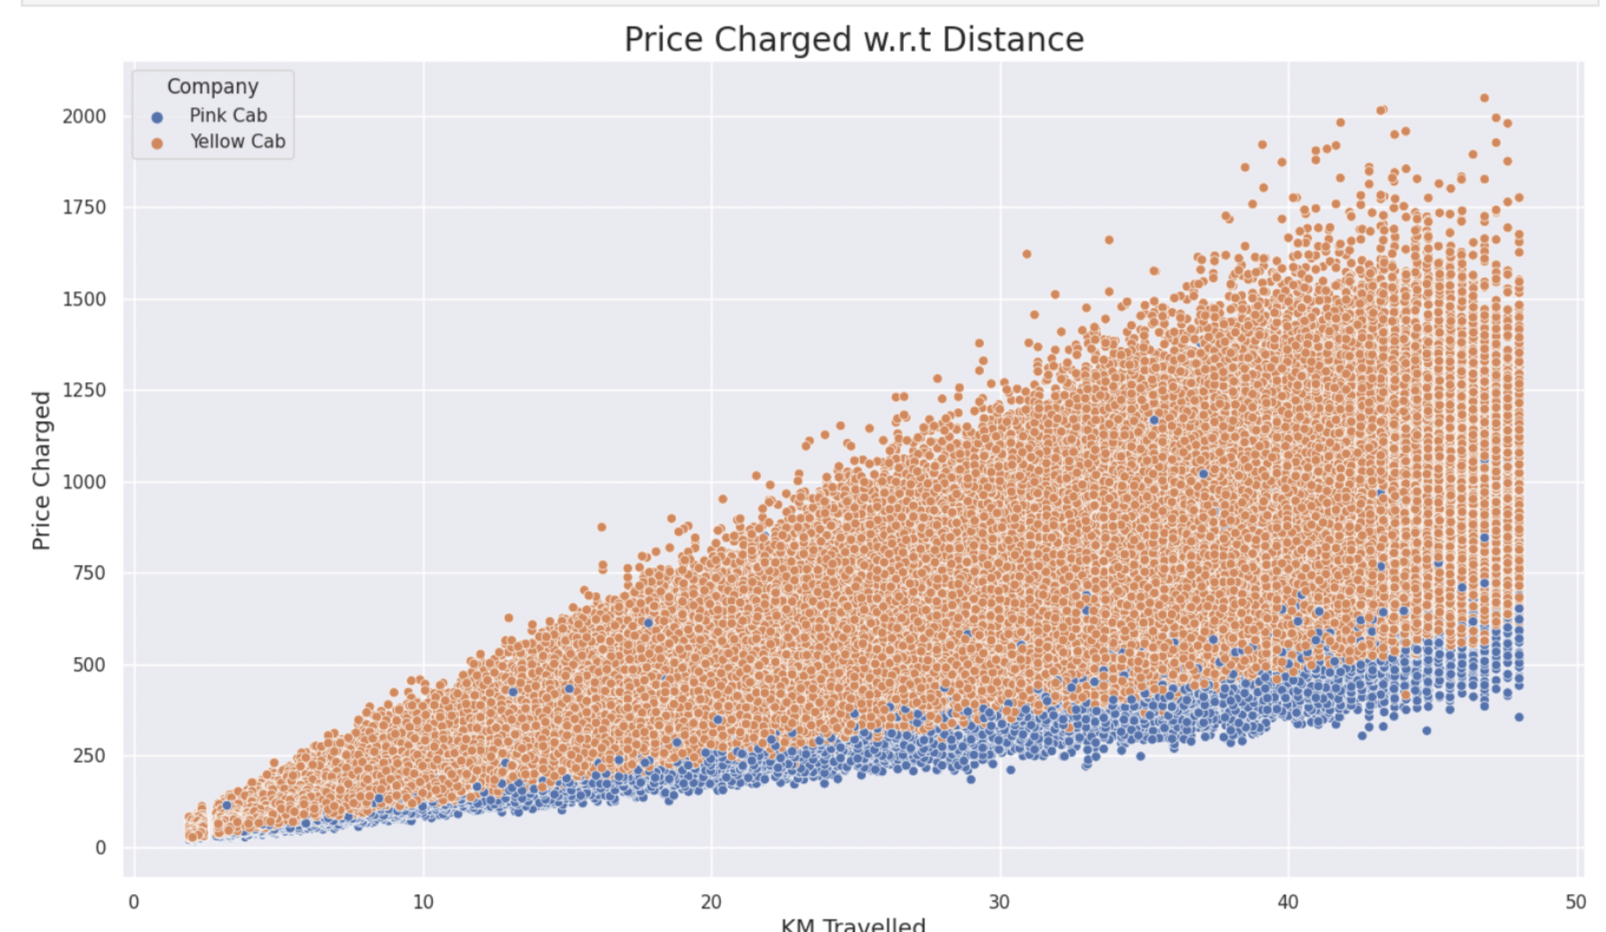 Price Charged w.r.t Distance
Company
Pink Cab
Yellow Cab
2000
1750
1500
1250
1000
750
500
250
0
Price Charged
0 10 20 30 40 50
KM Travelled